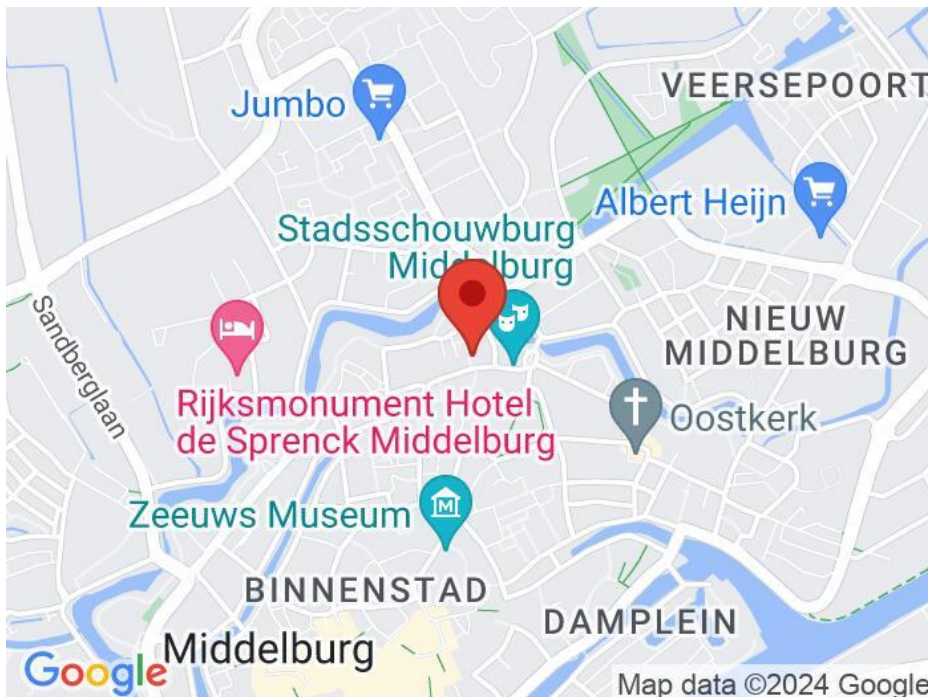 VEERSEPOORT
Jumbo
Albert Heijn
Stadsschouwburg
Middelburg
NIEUW
MIDDELBURG
Sandberglaan
Rijksmonument Hotel
de Sprenck Middelburg
Oostkerk
Zeeuws Museum
M
BINNENSTAD
DAMPLEIN
Middelburg
Google
Map data ©2024 Google